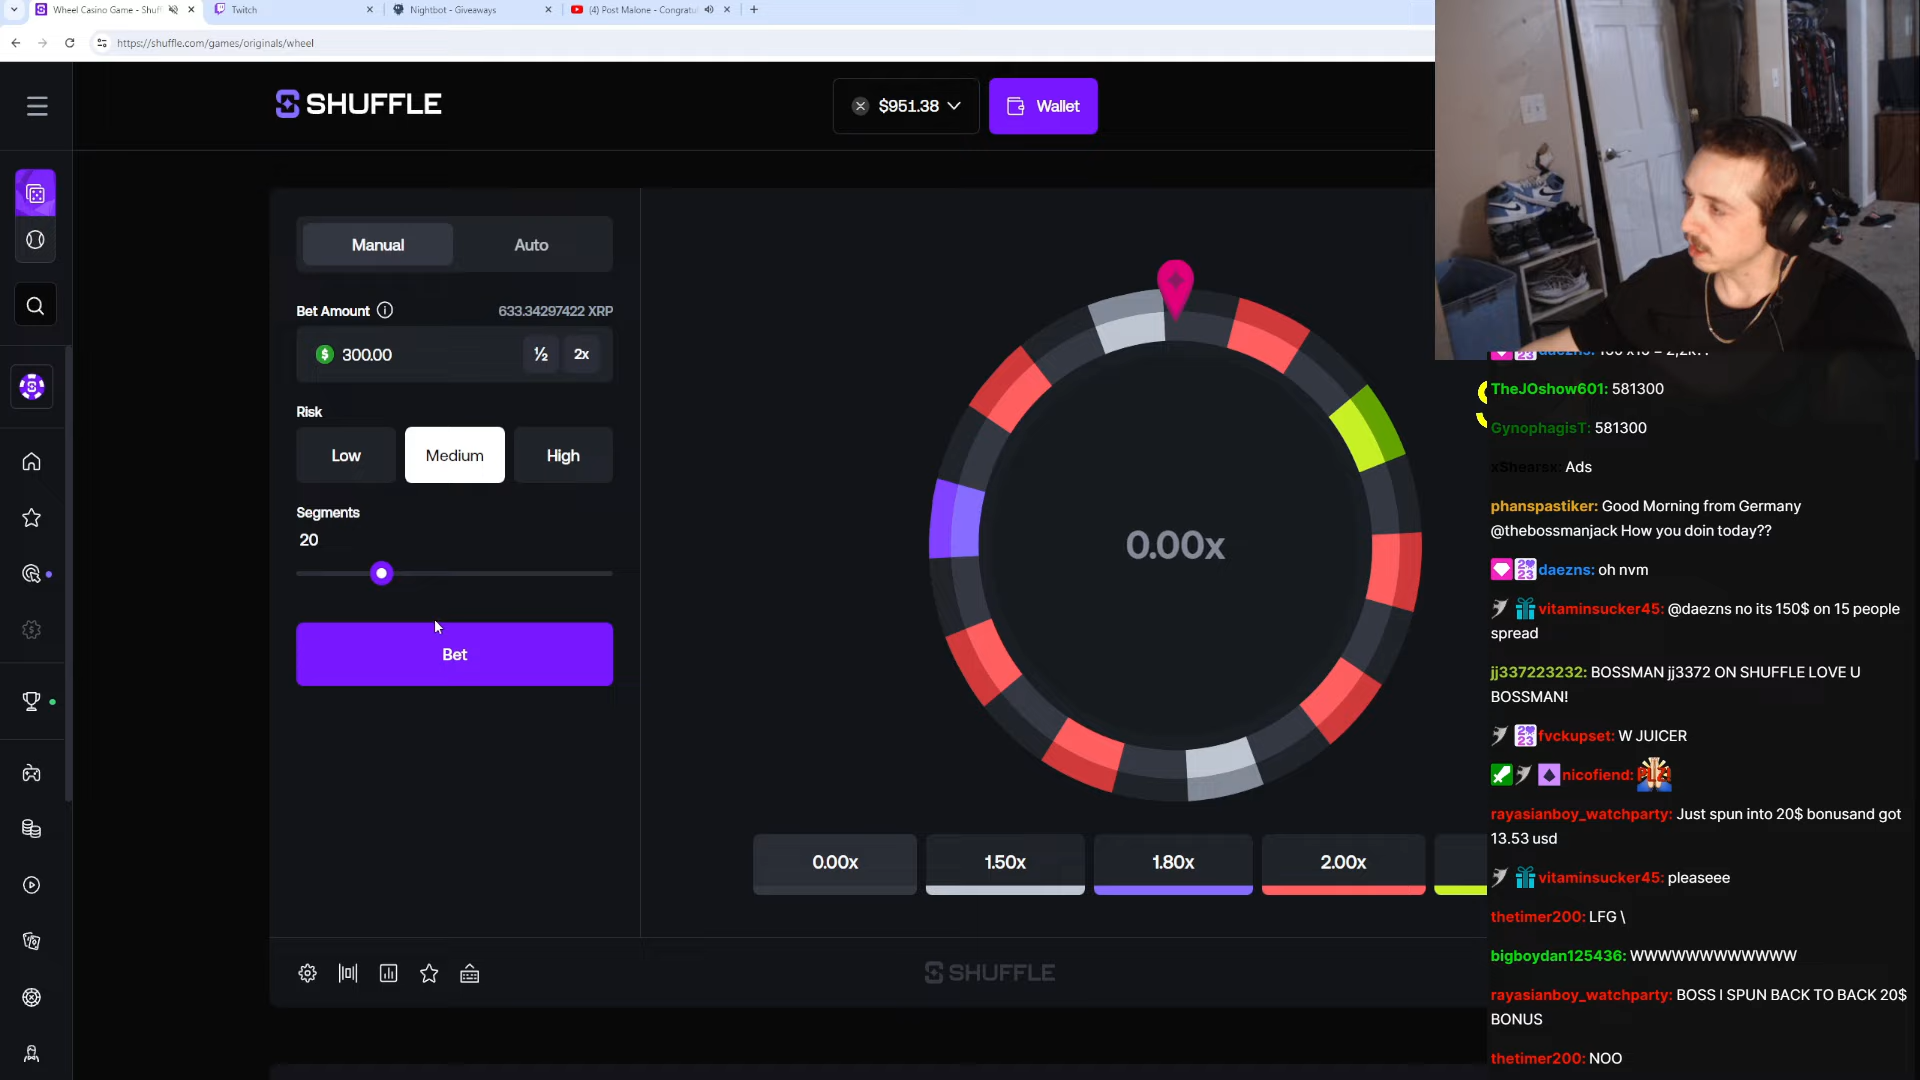 Wheel Casino Game - Shuf
Twitch
Nightbot - Giveaways
(4) Post Malone - Congratu
https://shuffle.com/games/originals/wheel
SHUFFLE
$951.38
Wallet
Manual
Auto
Bet Amount
633.34297422 XRP
300.00
½
2x
Risk
Low
Medium
High
Segments
20
Bet
0.00x
0.00x
1.50x
1.80x
2.00x
SHUFFLE
TheJOshow601: 581300
GynophagisT: 581300
xShearsx: Ads
phanspastiker: Good Morning from Germany
@thebossmanjack How you doin today??
daezns: oh nvm
vitaminsucker45: @daezns no its 150$ on 15 people
spread
jj337223232: BOSSMAN jj3372 ON SHUFFLE LOVE U
BOSSMAN!
fvckupset: W JUICER
nicofiend: PLZ!
rayasianboy_watchparty: Just spun into 20$ bonusand got
13.53 usd
vitaminsucker45: pleaseee
thetimer200: LFG \
bigboydan125436: WWWWWWWWWWWWW
rayasianboy_watchparty: BOSS I SPUN BACK TO BACK 20$
BONUS
thetimer200: NOO